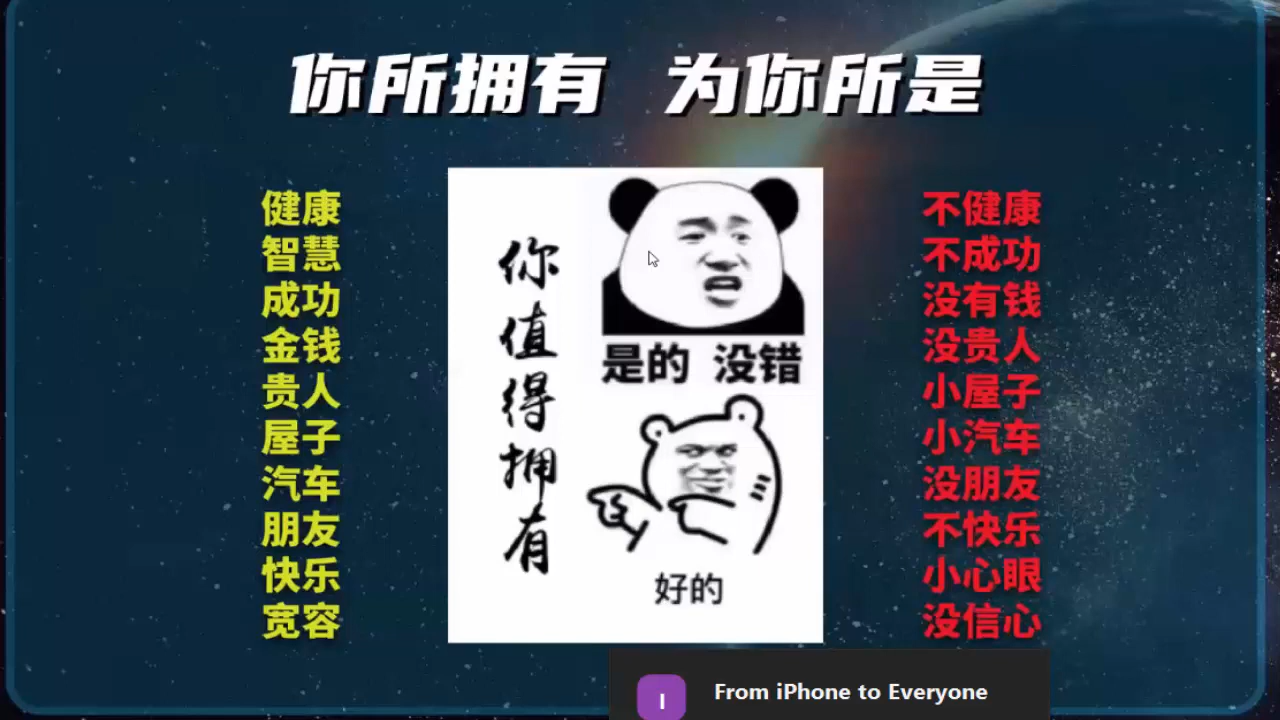 你所拥有 为你所是
健康
智慧
成功
金钱
贵人
屋子
汽车
朋友
快乐
宽容
你值得拥有
是的 没错
好的
不健康
不成功
没有钱
没贵人
小屋子
小汽车
没朋友
不快乐
小心眼
没信心
I
From iPhone to Everyone